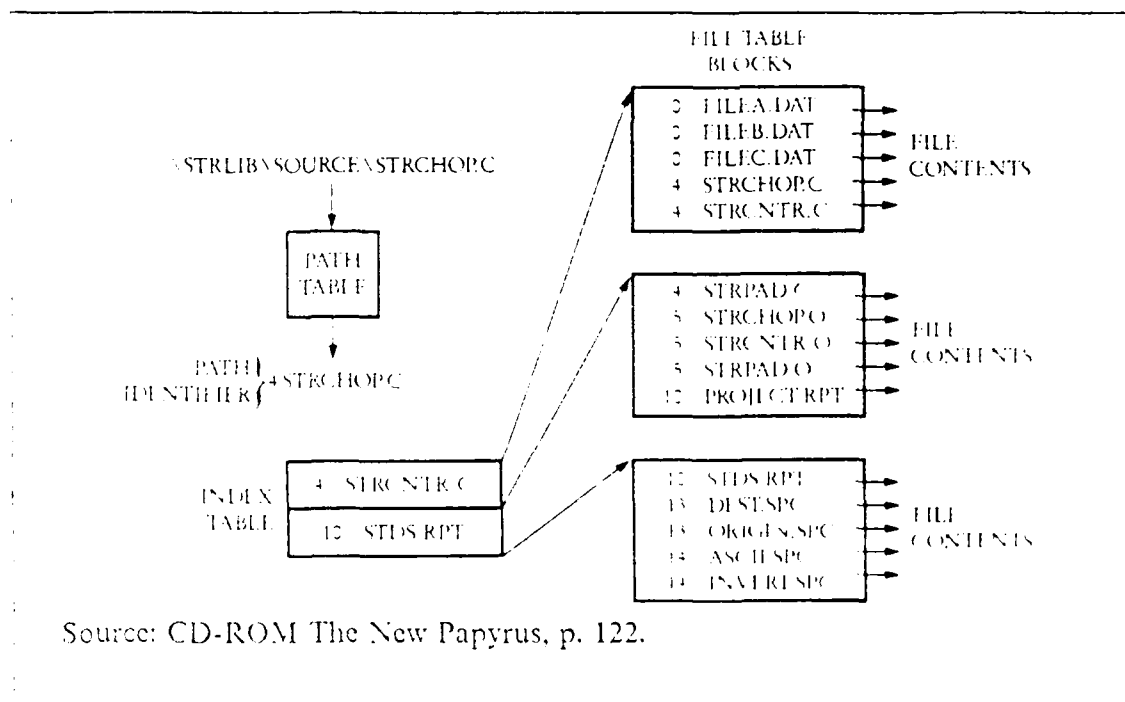 FILE TABLE
BLOCKS
0 FILEA.DAT
0 FILEB.DAT
0 FILEC.DAT
4 STRCHOP.C
4 STRCNTR.C
FILE
CONTENTS
\STRLIB\SOURCE\STRCHOP.C
PATH
TABLE
PATH
IDENTIFIER
4 STRCHOP.C
4 STRPAD.C
5 STRCHOP.O
5 STRCNTR.O
5 STRPAD.O
12 PROJECT.RPT
FILE
CONTENTS
INDEX
TABLE
4 STRCNTR.C
12 STDS.RPT
12 STDS.RPT
13 DEST.SPC
13 ORIGEN.SPC
14 ASCII.SPC
14 INVERT.SPC
FILE
CONTENTS
Source: CD-ROM The New Papyrus, p. 122.